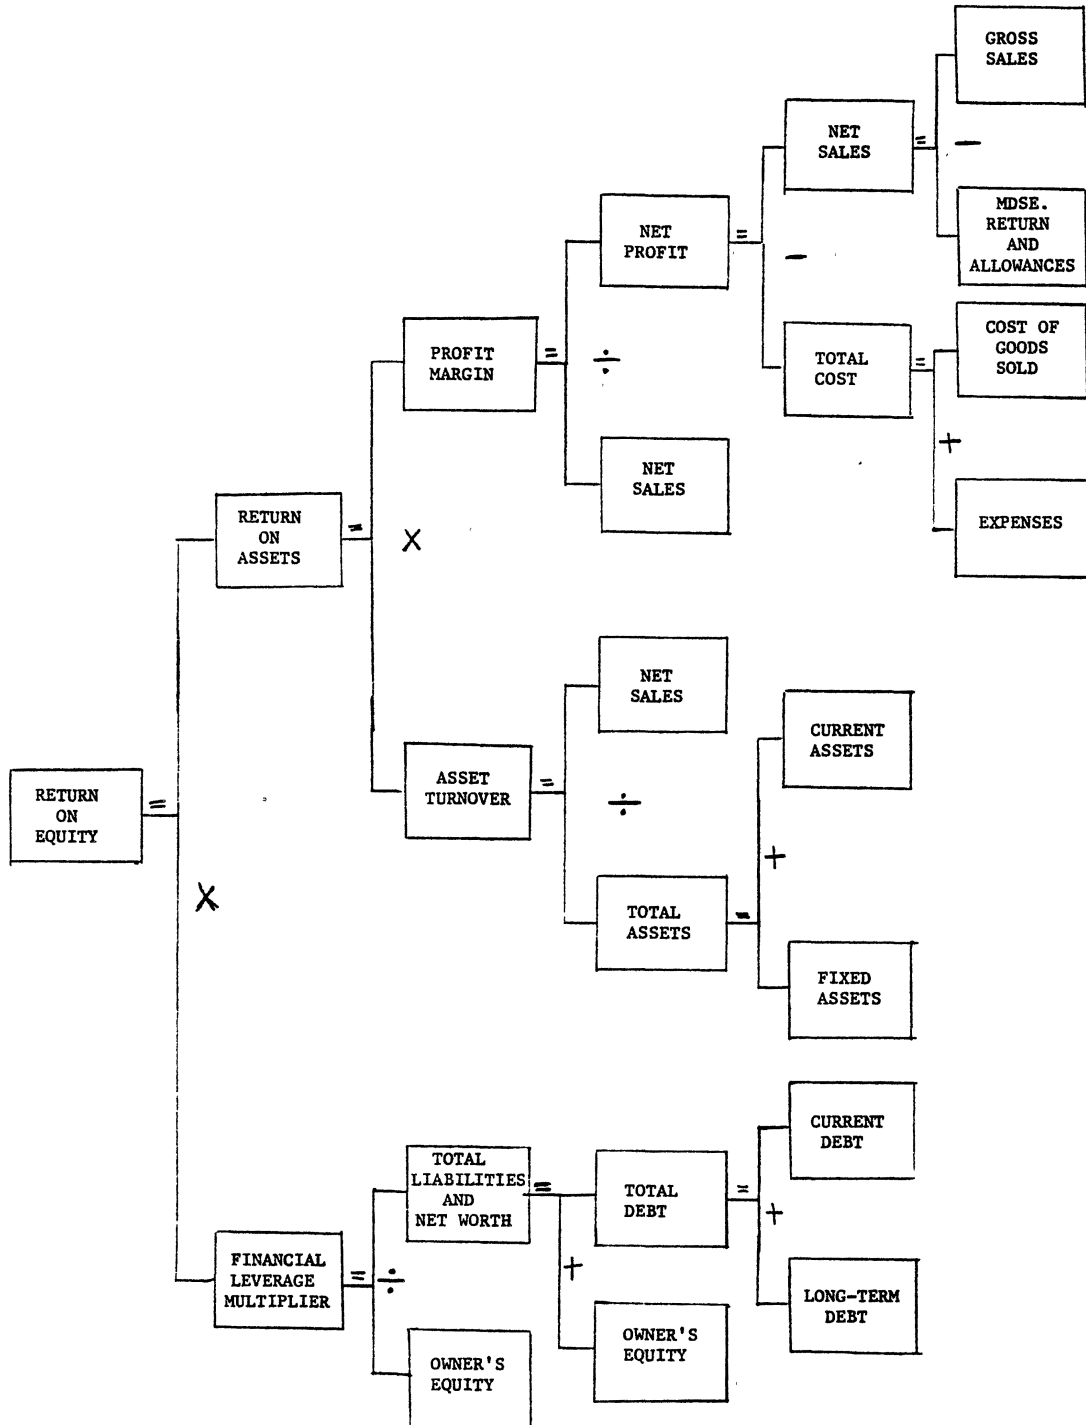 GROSS
SALES
NET
SALES
=
−
MDSE.
RETURN
AND
ALLOWANCES
NET
PROFIT
=
−
COST OF
GOODS
SOLD
PROFIT
MARGIN
=
÷
TOTAL
COST
=
+
NET
SALES
EXPENSES
RETURN
ON
ASSETS
=
X
NET
SALES
CURRENT
ASSETS
RETURN
ON
EQUITY
=
X
ASSET
TURNOVER
=
÷
+
TOTAL
ASSETS
=
FIXED
ASSETS
CURRENT
DEBT
TOTAL
LIABILITIES
AND
NET WORTH
=
+
TOTAL
DEBT
=
+
FINANCIAL
LEVERAGE
MULTIPLIER
=
÷
LONG-TERM
DEBT
OWNER'S
EQUITY
OWNER'S
EQUITY